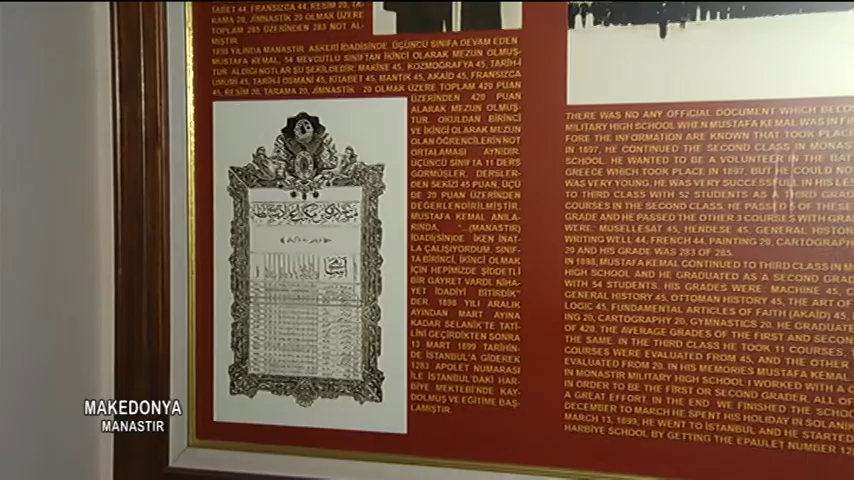 TABET 44, FRANSIZCA 44, RESİM 20, TA-
KAMA 20, JİMNASTİK 20 OLMAK ÜZERE
TOPLAM 285 ÜZERİNDEN 283 NOT AL-
MIŞTIR.
1898 YILINDA MANASTIR ASKERİ İDADİSİNDE ÜÇÜNCÜ SINIFA DEVAM EDEN
MUSTAFA KEMAL, 54 MEVCUTLU SINIFTAN İKİNCİ OLARAK MEZUN OLMUŞ-
TUR. ALDIĞI NOTLAR ŞU ŞEKİLDEDİR: MAKİNE 45, KOZMOGRAFYA 45, TARİH-İ
UMUMİ 45, TARİH-İ OSMANİ 45, KİTABET 45, MANTIK 45, AKAİD 45, FRANSIZCA
45, RESİM 20, TARAMA 20, JİMNASTİK 20 OLMAK ÜZERE TOPLAM 420 PUAN
ÜZERİNDEN 420 PUAN
ALARAK MEZUN OLMUŞ-
TUR. OKULDAN BİRİNCİ
VE İKİNCİ OLARAK MEZUN
OLAN ÖĞRENCİLERİN NOT
ORTALAMASI AYNIDIR.
ÜÇÜNCÜ SINIFTA 11 DERS
GÖRMÜŞLER, DERSLER-
DEN SEKİZİ 45 PUAN, ÜÇÜ
DE 20 PUAN ÜZERİNDEN
DEĞERLENDİRİLMİŞTİR.
MUSTAFA KEMAL ANILA-
RINDA, "...(MANASTIR)
İDADİ(Sİ)'DE İKEN İNAT-
LA ÇALIŞIYORDUM. SINIF-
TA BİRİNCİ, İKİNCİ OLMAK
İÇİN HEPİMİZDE ŞİDDETLİ
BİR GAYRET VARDI. NİHA-
YET İDADİYİ BİTİRDİK"
DER. 1898 YILI ARALIK
AYINDAN MART AYINA
KADAR SELANİK'TE TATİ-
LİNİ GEÇİRDİKTEN SONRA
13 MART 1899 TARİHİN-
DE İSTANBUL'A GİDEREK
1283 APOLET NUMARASI
İLE İSTANBUL'DAKİ HAR-
BİYE MEKTEBİ'NDE KAY-
DOLMUŞ VE EĞİTİME BAŞ-
LAMIŞTIR.
THERE WAS NO ANY OFFICIAL DOCUMENT WHICH BELO
MILITARY HIGH SCHOOL WHEN MUSTAFA KEMAL WAS IN FI
FORE THE INFORMATION ARE KNOWN THAT TOOK PLACE
IN 1897, HE CONTINUED THE SECOND CLASS IN MONAS
SCHOOL. HE WANTED TO BE A VOLUNTEER IN THE BAT
GREECE WHICH TOOK PLACE IN 1897, BUT COULD NOT
WAS VERY YOUNG. HE WAS VERY SUCCESSFUL IN HIS LES
TO THIRD CLASS WITH 52 STUDENTS AS A THIRD GRAD
COURSES IN THE SECOND CLASS. HE PASSED OF THESE
GRADE AND HE PASSED THE OTHER 3 COURSES WITH GRA
WERE: MUSELLESAT 45, HENDESE 45, GENERAL HISTOR
WRITING WELL 44, FRENCH 44, PAINTING 20, CARTOGRAPH
20 AND HIS GRADE WAS 283 OF 285.
IN 1898, MUSTAFA KEMAL CONTINUED TO THIRD CLASS IN M
HIGH SCHOOL AND HE GRADUATED AS A SECOND GRADE
WITH 54 STUDENTS. HIS GRADES WERE: MACHINE 45, C
GENERAL HISTORY 45, OTTOMAN HISTORY 45, THE ART OF
LOGIC 45, FUNDAMENTAL ARTICLES OF FAITH (AKAİD) 45,
ING 20, CARTOGRAPHY 20, GYMNASTICS 20. HE GRADUAT
OF 420. THE AVERAGE GRADES OF THE FIRST AND SECON
THE SAME. IN THE THIRD CLASS HE TOOK 11 COURSES,
COURSES WERE EVALUATED FROM 45, AND THE OTHER
EVALUATED FROM 20. IN HIS MEMORIES MUSTAFA KEMAL
IN MONASTIR MILITARY HIGH SCHOOL I WORKED WITH A G
IN ORDER TO BE THE FIRST OR SECOND GRADER, ALL OF
A GREAT EFFORT. IN THE END WE FINISHED THE SCHOO
DECEMBER TO MARCH HE SPENT HIS HOLIDAY IN SOLANIK
MARCH 13, 1899, HE WENT TO İSTANBUL AND HE STARTED
HARBİYE SCHOOL BY GETTING THE EPAULET NUMBER 12
MAKEDONYA
MANASTIR